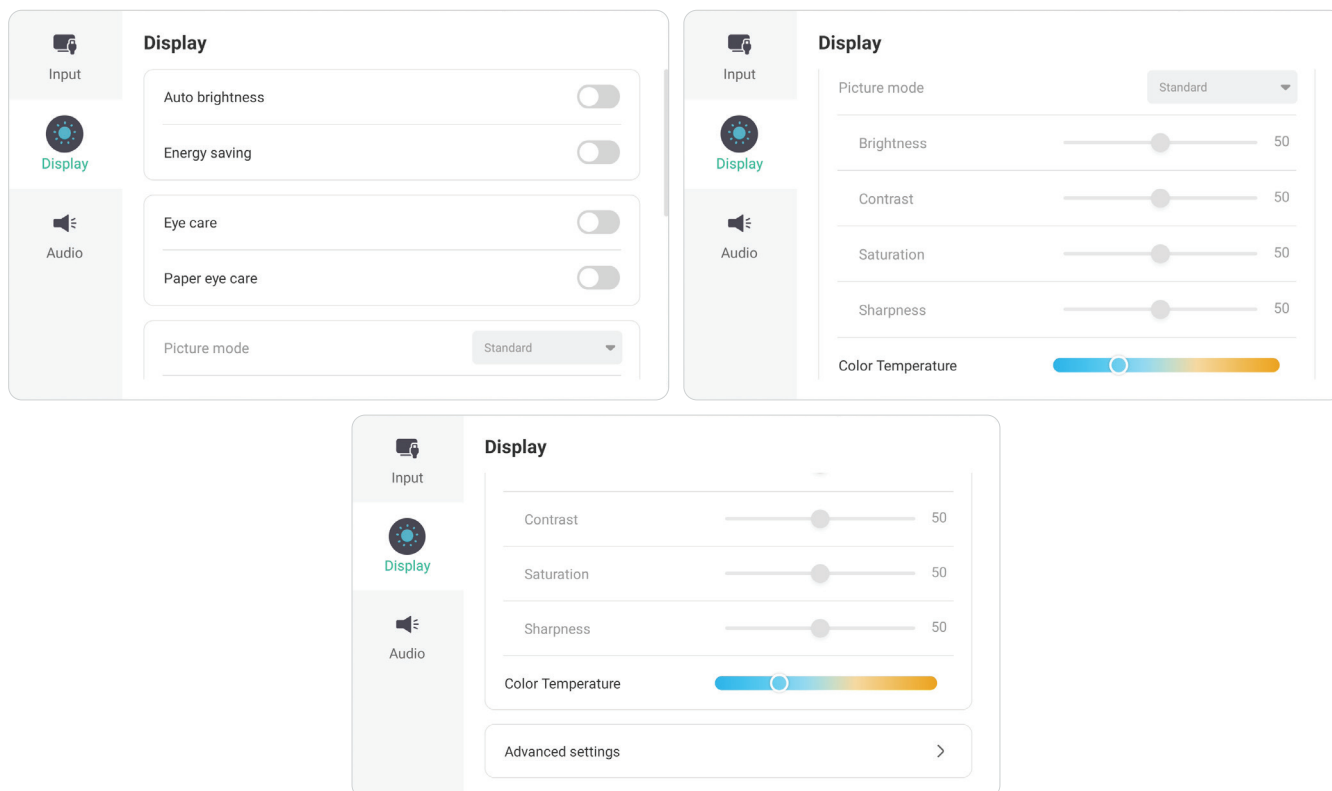 Display
Input
Auto brightness
Energy saving
Display
Eye care
Audio
Paper eye care
Picture mode Standard
Display
Input
Picture mode Standard
Brightness 50
Display
Contrast 50
Audio
Saturation 50
Sharpness 50
Color Temperature
Display
Input
Contrast 50
Display
Saturation 50
Sharpness 50
Audio
Color Temperature
Advanced settings